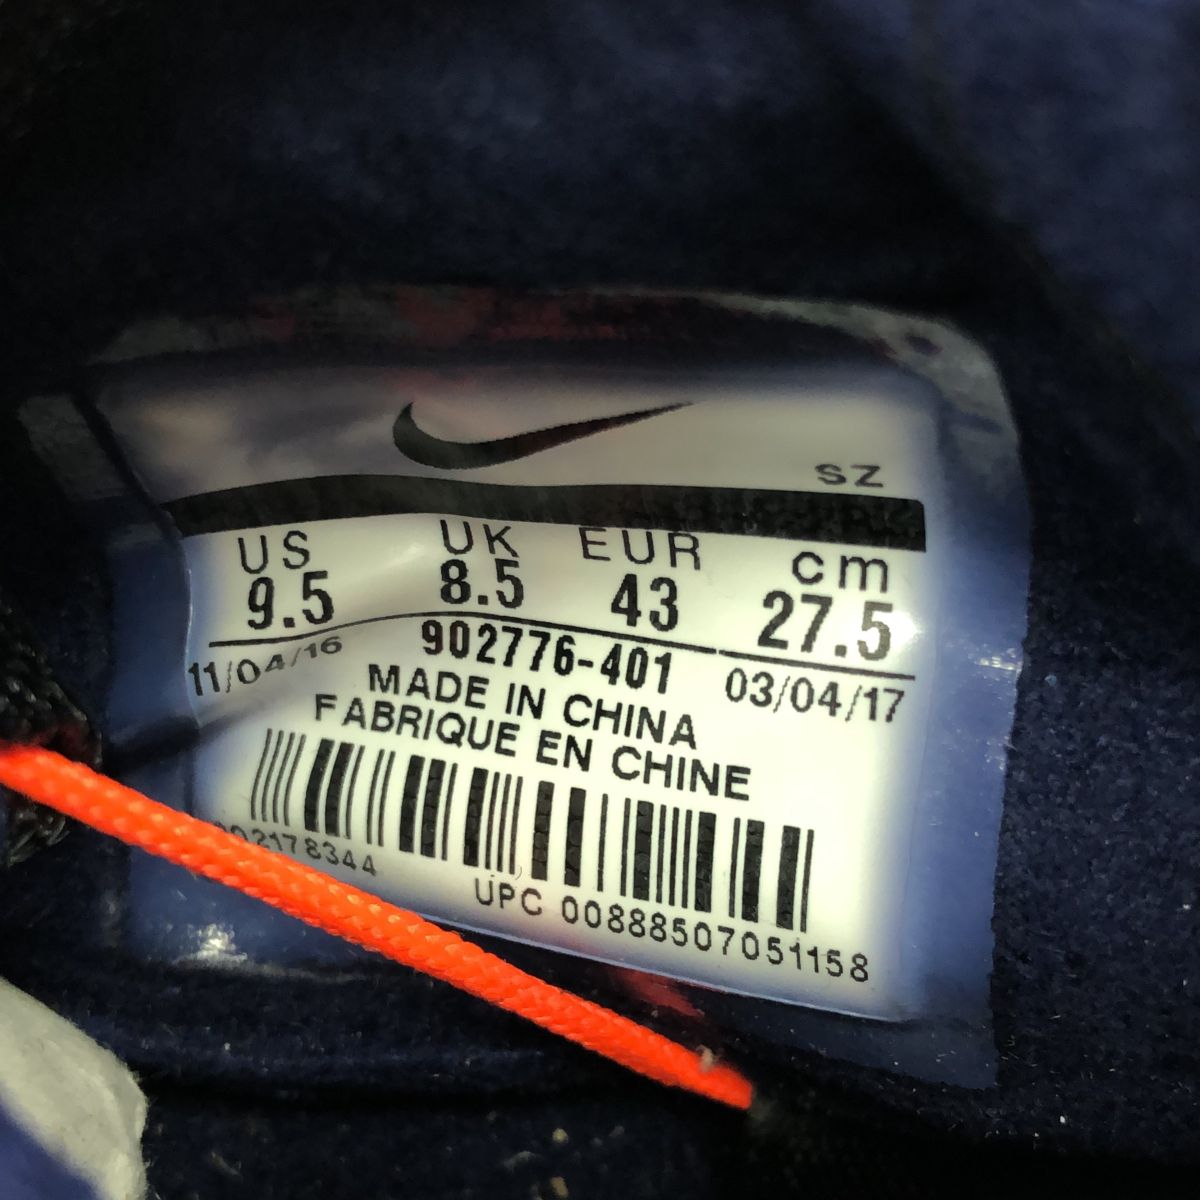 SZ
US UK EUR cm
9.5 8.5 43 27.5
11/04/16 902776-401 03/04/17
MADE IN CHINA
FABRIQUE EN CHINE
UPC 00888507051158